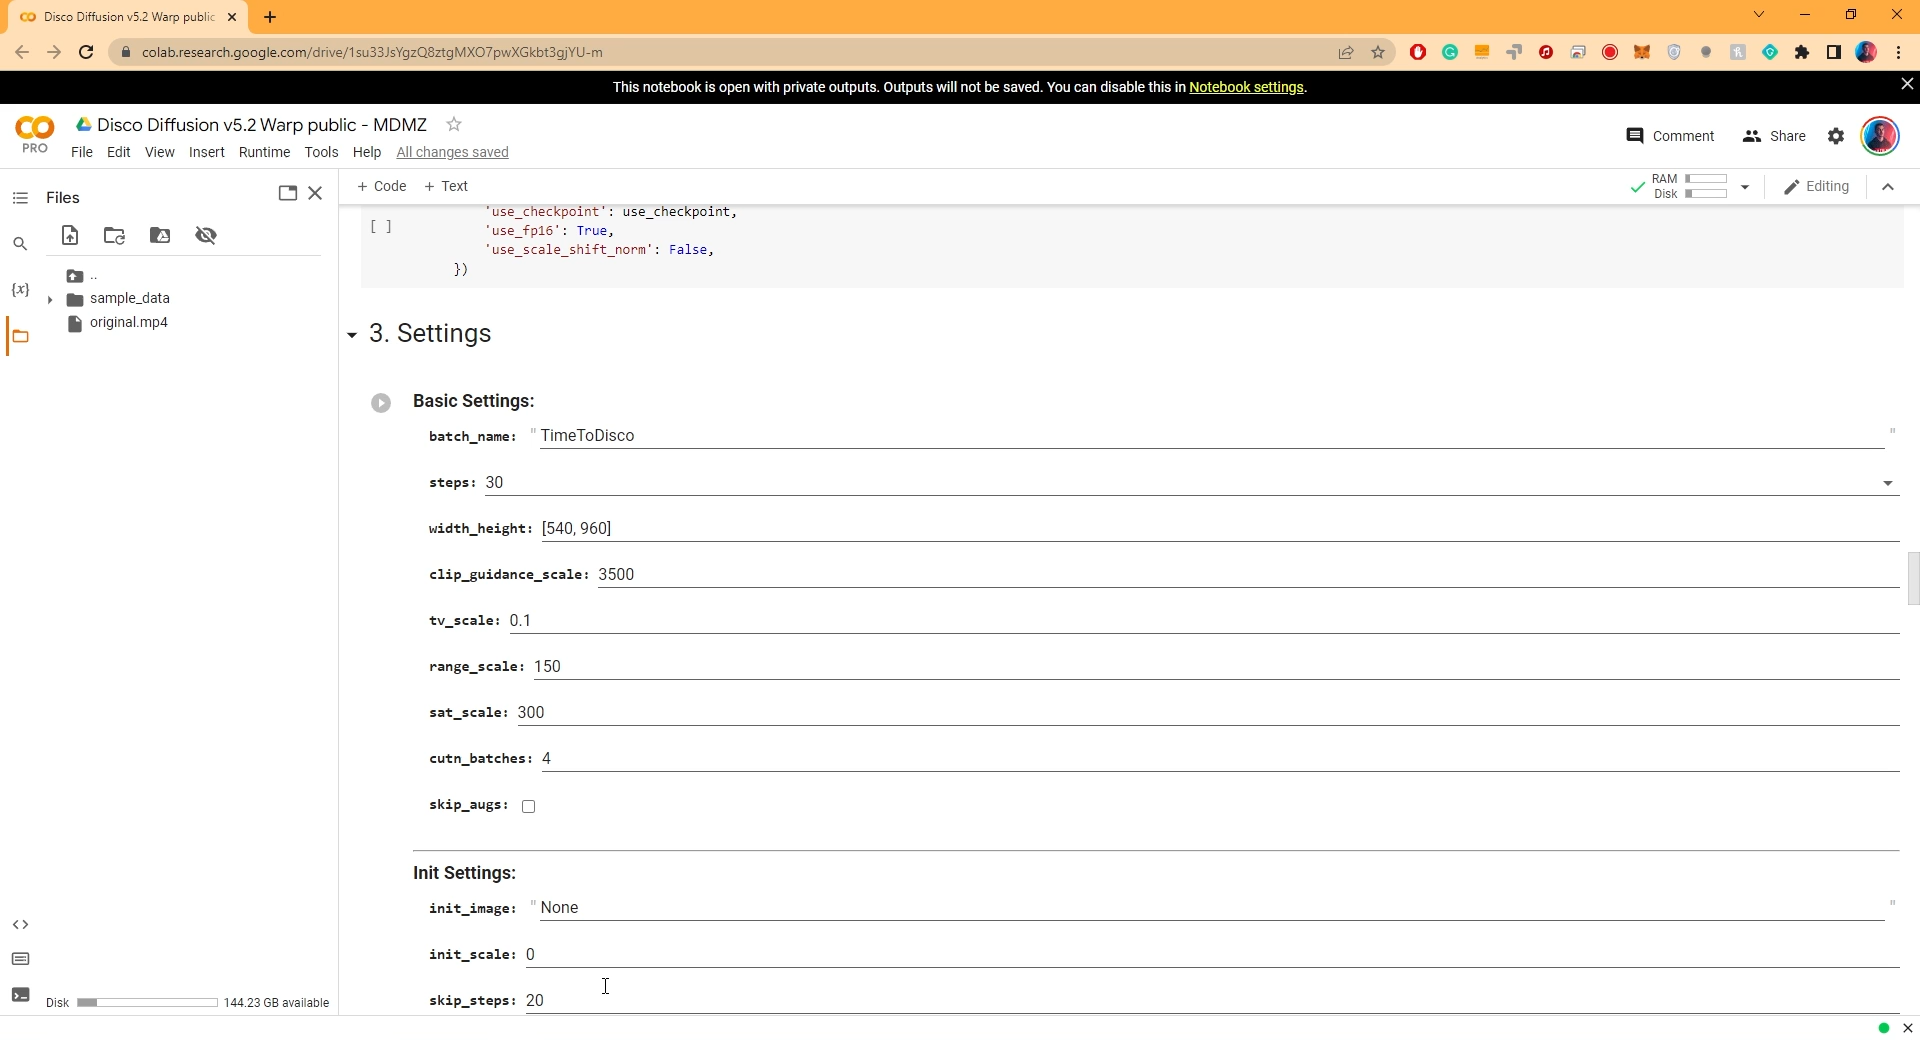 Disco Diffusion v5.2 Warp public
colab.research.google.com/drive/1su33JsYgzQ8ztgMXO7pwXGkbt3gjYU-m
This notebook is open with private outputs. Outputs will not be saved. You can disable this in Notebook settings.
PRO
Disco Diffusion v5.2 Warp public - MDMZ
File Edit View Insert Runtime Tools Help All changes saved
Comment Share
Files
+ Code + Text
RAM
Disk
Editing
..
sample_data
original.mp4
{x}
[ ]
'use_checkpoint': use_checkpoint,
'use_fp16': True,
'use_scale_shift_norm': False,
})
3. Settings
Basic Settings:
batch_name: "TimeToDisco"
steps: 30
width_height: [540, 960]
clip_guidance_scale: 3500
tv_scale: 0.1
range_scale: 150
sat_scale: 300
cutn_batches: 4
skip_augs:
Init Settings:
init_image: "None"
init_scale: 0
skip_steps: 20
Disk 144.23 GB available